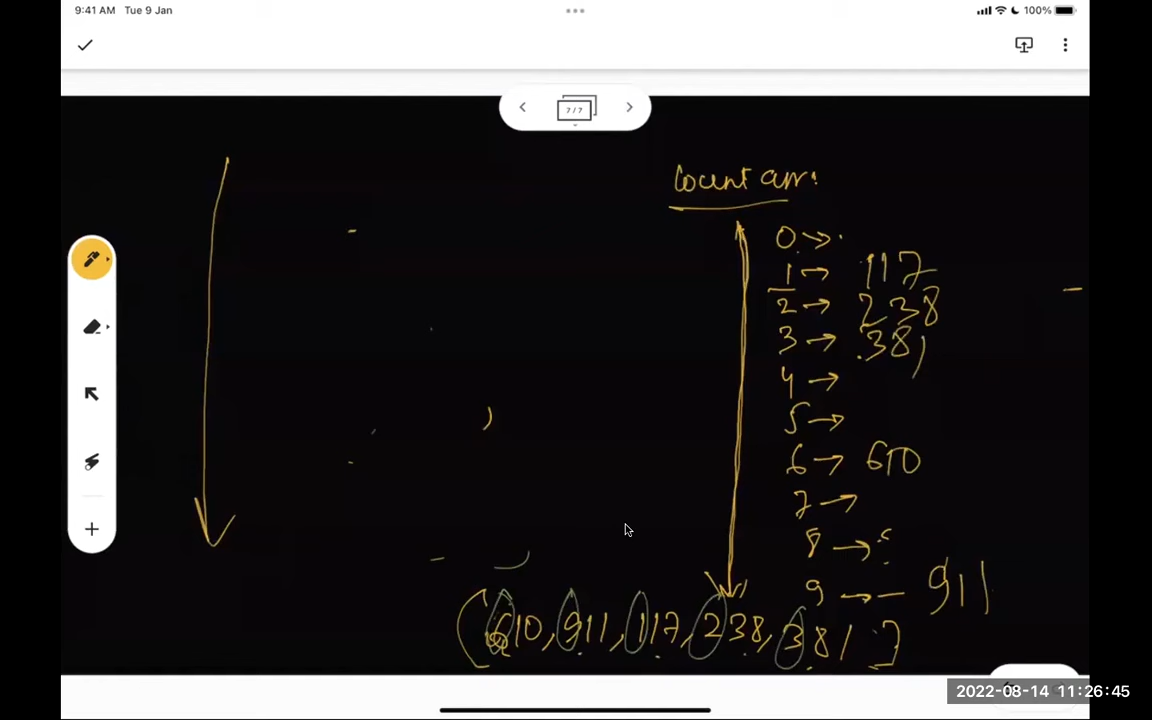 9:41 AM Tue 9 Jan
100%
7 / 7
Count arr:
0 →
1 → 117
2 → 238
3 → 381
4 →
5 →
6 → 610
7 →
8 →
9 → 911
[610, 911, 117, 238, 381]
2022-08-14 11:26:45